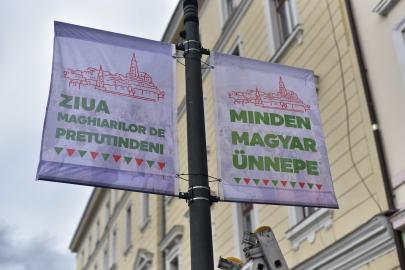 ZIUA
MAGHIARILOR DE
PRETUTINDENI
MINDEN
MAGYAR
ÜNNEPE